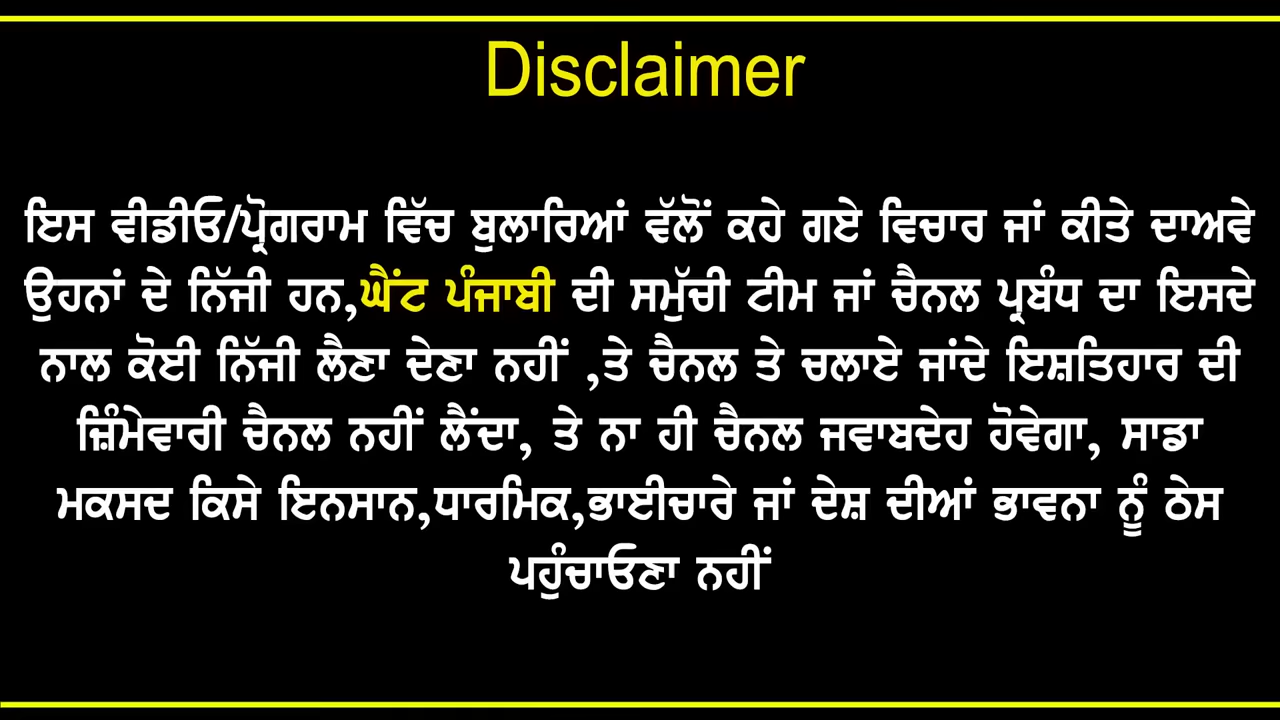 Disclaimer
ਇਸ ਵੀਡੀਓ/ਪ੍ਰੋਗਰਾਮ ਵਿੱਚ ਬੁਲਾਰਿਆਂ ਵੱਲੋਂ ਕਹੇ ਗਏ ਵਿਚਾਰ ਜਾਂ ਕੀਤੇ ਦਾਅਵੇ
ਉਹਨਾਂ ਦੇ ਨਿੱਜੀ ਹਨ,ਘੈਂਟ ਪੰਜਾਬੀ ਦੀ ਸਮੁੱਚੀ ਟੀਮ ਜਾਂ ਚੈਨਲ ਪ੍ਰਬੰਧ ਦਾ ਇਸਦੇ
ਨਾਲ ਕੋਈ ਨਿੱਜੀ ਲੈਣਾ ਦੇਣਾ ਨਹੀਂ ,ਤੇ ਚੈਨਲ ਤੇ ਚਲਾਏ ਜਾਂਦੇ ਇਸ਼ਤਿਹਾਰ ਦੀ
ਜ਼ਿੰਮੇਵਾਰੀ ਚੈਨਲ ਨਹੀਂ ਲੈਂਦਾ, ਤੇ ਨਾ ਹੀ ਚੈਨਲ ਜਵਾਬਦੇਹ ਹੋਵੇਗਾ, ਸਾਡਾ
ਮਕਸਦ ਕਿਸੇ ਇਨਸਾਨ,ਧਾਰਮਿਕ,ਭਾਈਚਾਰੇ ਜਾਂ ਦੇਸ਼ ਦੀਆਂ ਭਾਵਨਾ ਨੂੰ ਠੇਸ
ਪਹੁੰਚਾਓਣਾ ਨਹੀਂ